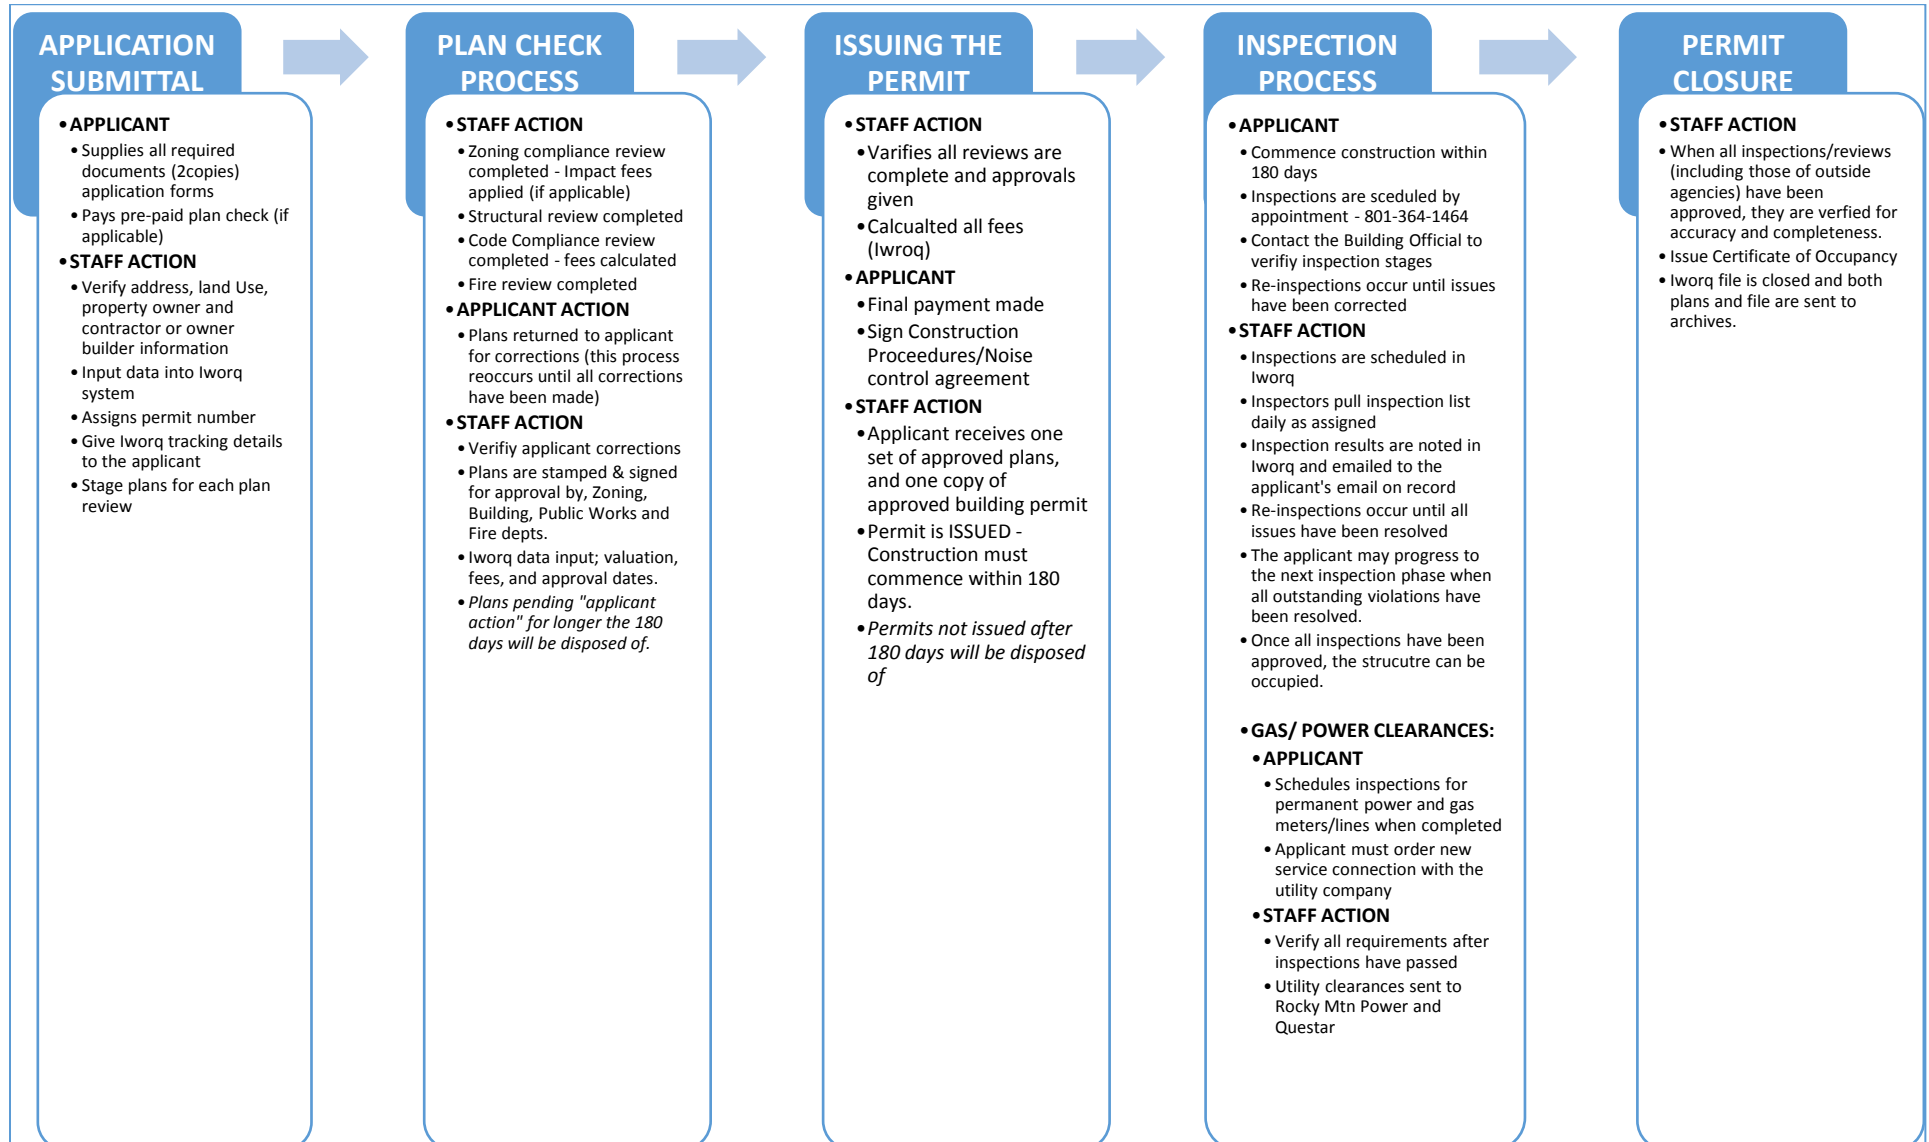 APPLICATION
SUBMITTAL
•APPLICANT
•Supplies all required
documents (2copies)
application forms
•Pays pre-paid plan check (if
applicable)
•STAFF ACTION
•Verify address, land Use,
property owner and
contractor or owner
builder information
•Input data into Iworq
system
•Assigns permit number
•Give Iworq tracking details
to the applicant
•Stage plans for each plan
review
PLAN CHECK
PROCESS
•STAFF ACTION
•Zoning compliance review
completed - Impact fees
applied (if applicable)
•Structural review completed
•Code Compliance review
completed - fees calculated
•Fire review completed
•APPLICANT ACTION
•Plans returned to applicant
for corrections (this process
reoccurs until all corrections
have been made)
•STAFF ACTION
•Verifiy applicant corrections
•Plans are stamped & signed
for approval by, Zoning,
Building, Public Works and
Fire depts.
•Iworq data input; valuation,
fees, and approval dates.
•Plans pending "applicant
action" for longer the 180
days will be disposed of.
ISSUING THE
PERMIT
•STAFF ACTION
•Varifies all reviews are
complete and approvals
given
•Calcualted all fees
(Iwroq)
•APPLICANT
•Final payment made
•Sign Construction
Proceedures/Noise
control agreement
•STAFF ACTION
•Applicant receives one
set of approved plans,
and one copy of
approved building permit
•Permit is ISSUED -
Construction must
commence within 180
days.
•Permits not issued after
180 days will be disposed
of
INSPECTION
PROCESS
•APPLICANT
•Commence construction within
180 days
•Inspections are sceduled by
appointment - 801-364-1464
•Contact the Building Official to
verifiy inspection stages
•Re-inspections occur until issues
have been corrected
•STAFF ACTION
•Inspections are scheduled in
Iworq
•Inspectors pull inspection list
daily as assigned
•Inspection results are noted in
Iworq and emailed to the
applicant's email on record
•Re-inspections occur until all
issues have been resolved
•The applicant may progress to
the next inspection phase when
all outstanding violations have
been resolved.
•Once all inspections have been
approved, the strucutre can be
occupied.
•GAS/ POWER CLEARANCES:
•APPLICANT
•Schedules inspections for
permanent power and gas
meters/lines when completed
•Applicant must order new
service connection with the
utility company
•STAFF ACTION
•Verify all requirements after
inspections have passed
•Utility clearances sent to
Rocky Mtn Power and
Questar
PERMIT
CLOSURE
•STAFF ACTION
•When all inspections/reviews
(including those of outside
agencies) have been
approved, they are verfied for
accuracy and completeness.
•Issue Certificate of Occupancy
•Iworq file is closed and both
plans and file are sent to
archives.